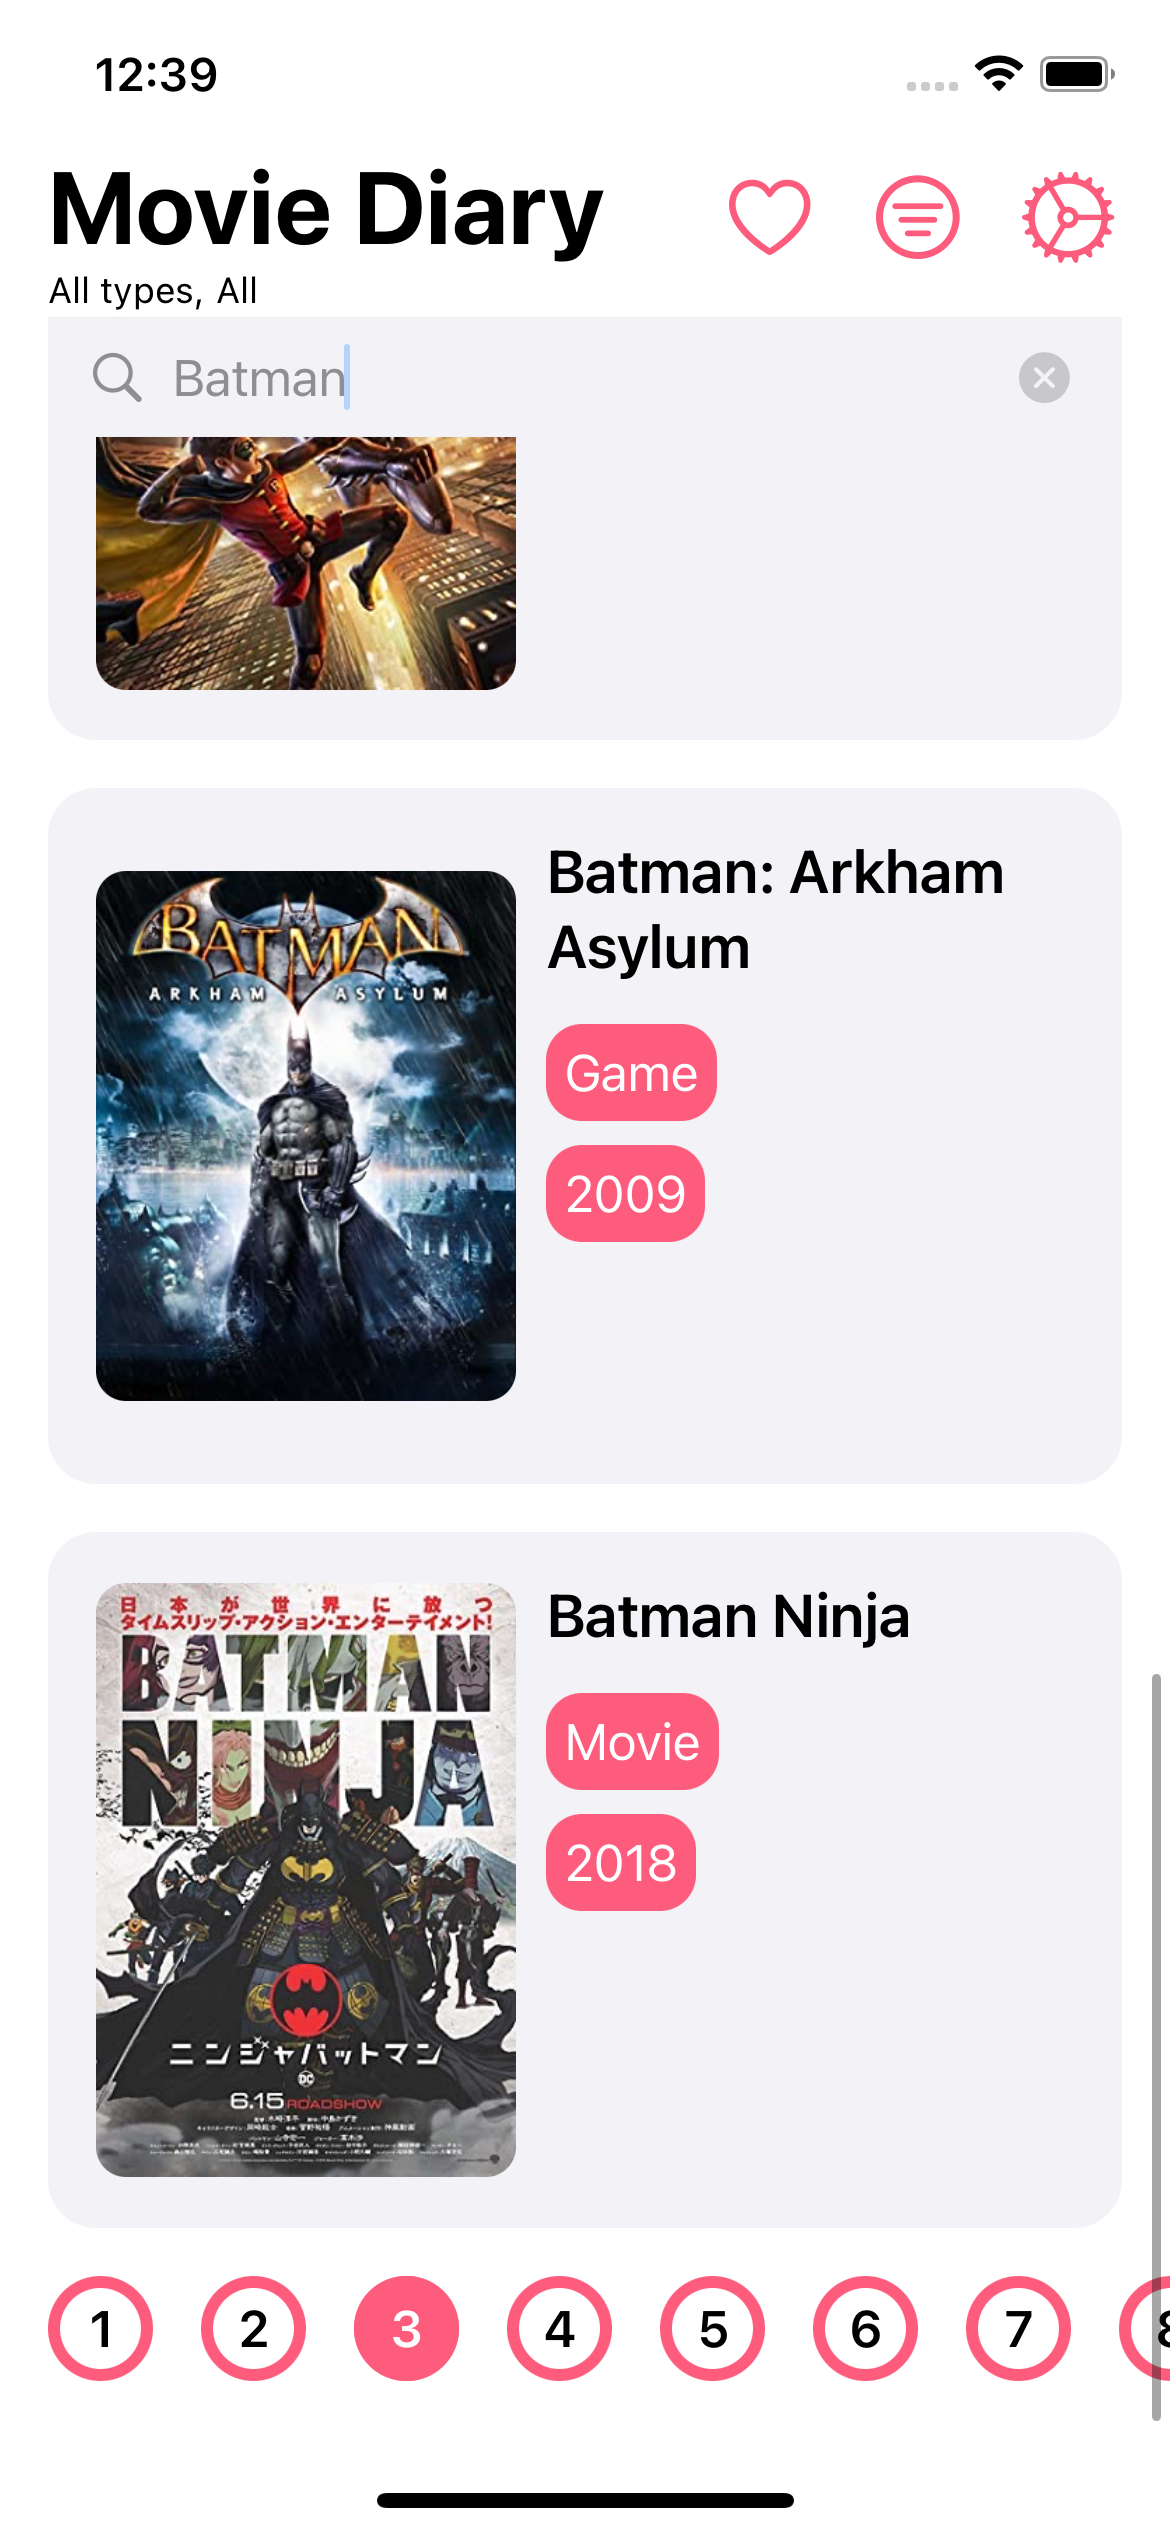 12:39
Movie Diary
All types, All
Batman
BATMAN
ARKHAM ASYLUM
Batman: Arkham
Asylum
Game
2009
日本が世界に放つ
タイムスリップ・アクション・エンターテイメント!
BATMAN
NINJA
ニンジャバットマン
DC
6.15 ROADSHOW
Batman Ninja
Movie
2018
1 2 3 4 5 6 7 8